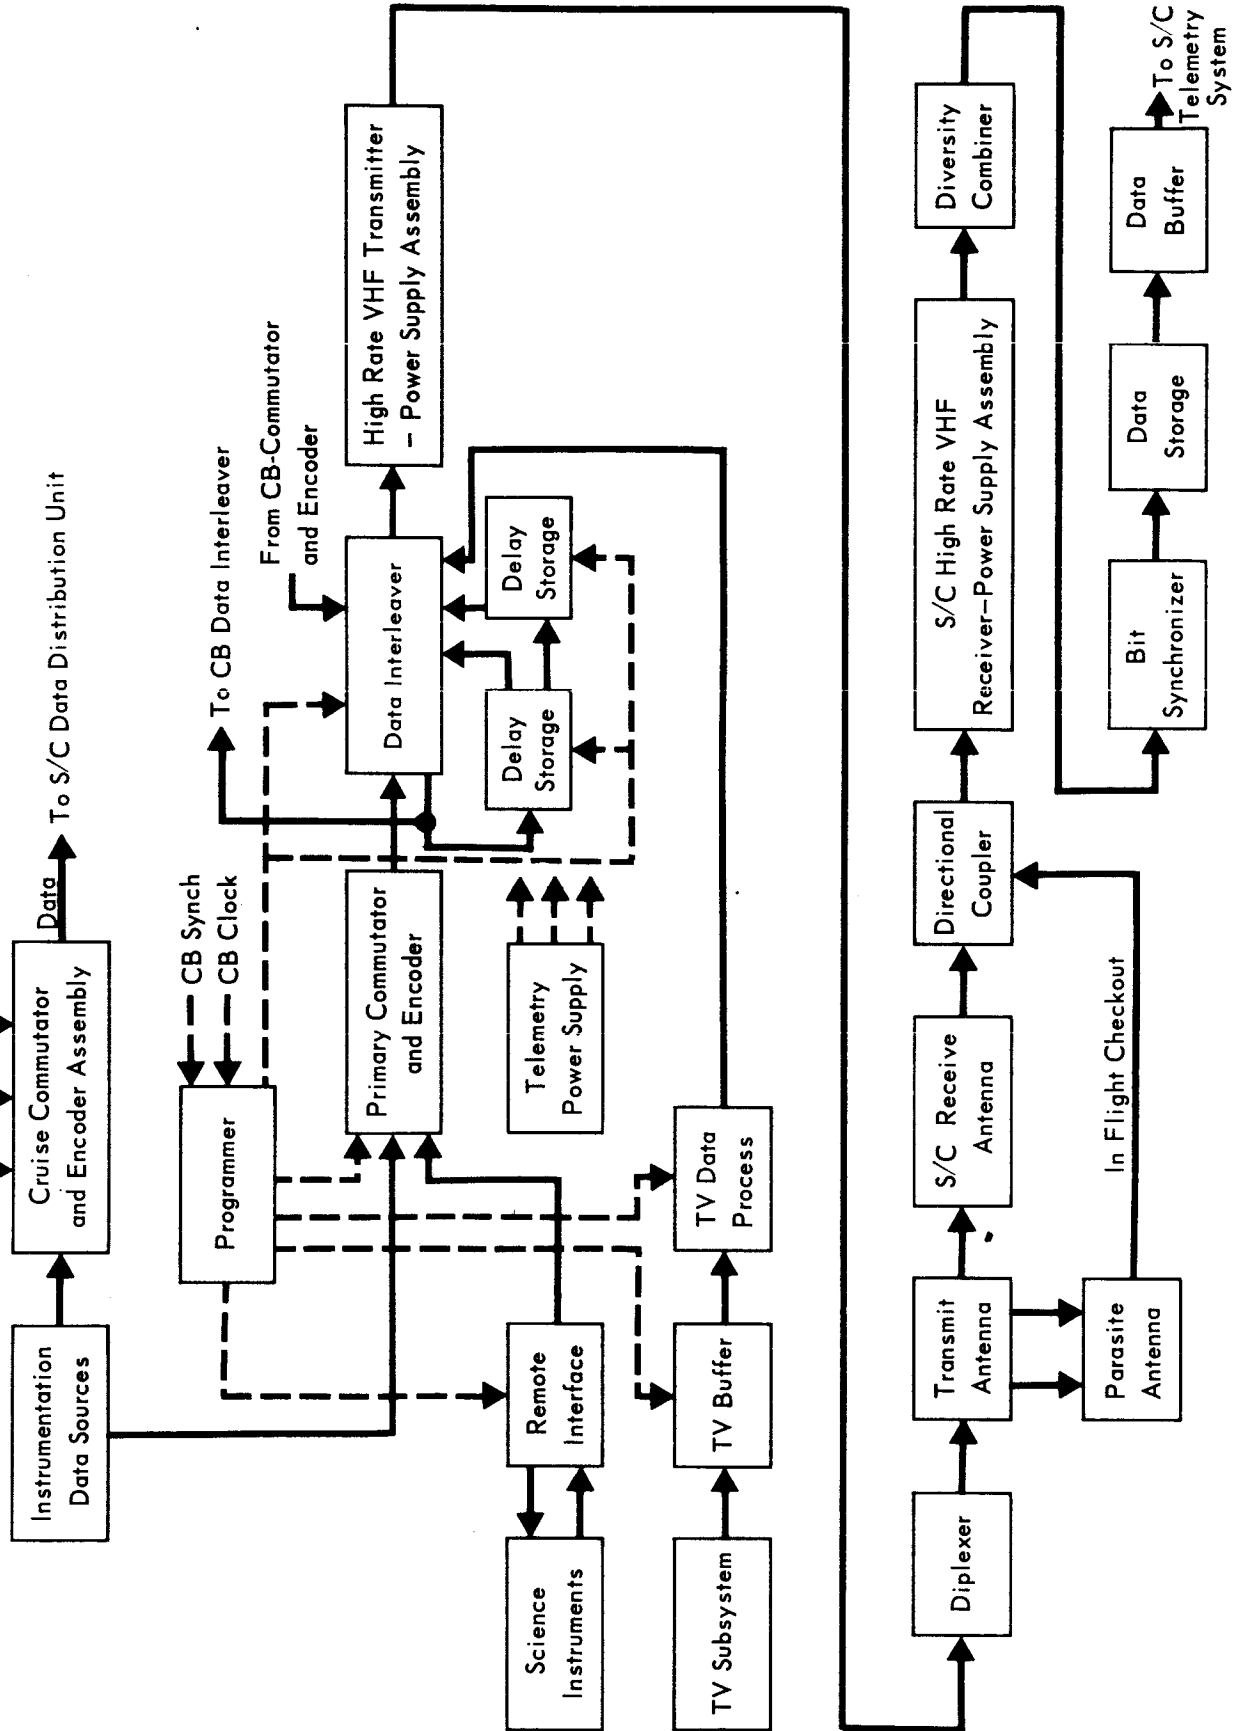 Instrumentation
Data Sources
Cruise Commutator
and Encoder Assembly
Data
To S/C Data Distribution Unit
Programmer
CB Synch
CB Clock
To CB Data Interleaver
From CB-Commutator
and Encoder
Primary Commutator
and Encoder
Data Interleaver
High Rate VHF Transmitter
– Power Supply Assembly
Science
Instruments
Remote
Interface
Telemetry
Power Supply
Delay
Storage
Delay
Storage
TV Subsystem
TV Buffer
TV Data
Process
Diplexer
Transmit
Antenna
S/C Receive
Antenna
Directional
Coupler
S/C High Rate VHF
Receiver–Power Supply Assembly
Diversity
Combiner
Parasite
Antenna
In Flight Checkout
Bit
Synchronizer
Data
Storage
Data
Buffer
To S/C
Telemetry
System